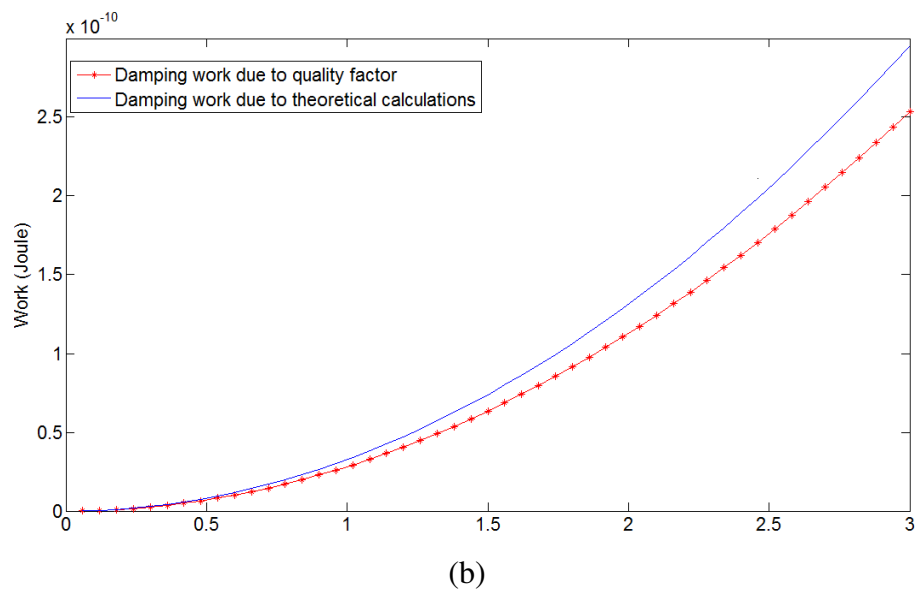 x 10^-10
Damping work due to quality factor
Damping work due to theoretical calculations
2.5
2
1.5
1
0.5
0
Work (Joule)
0 0.5 1 1.5 2 2.5 3
(b)